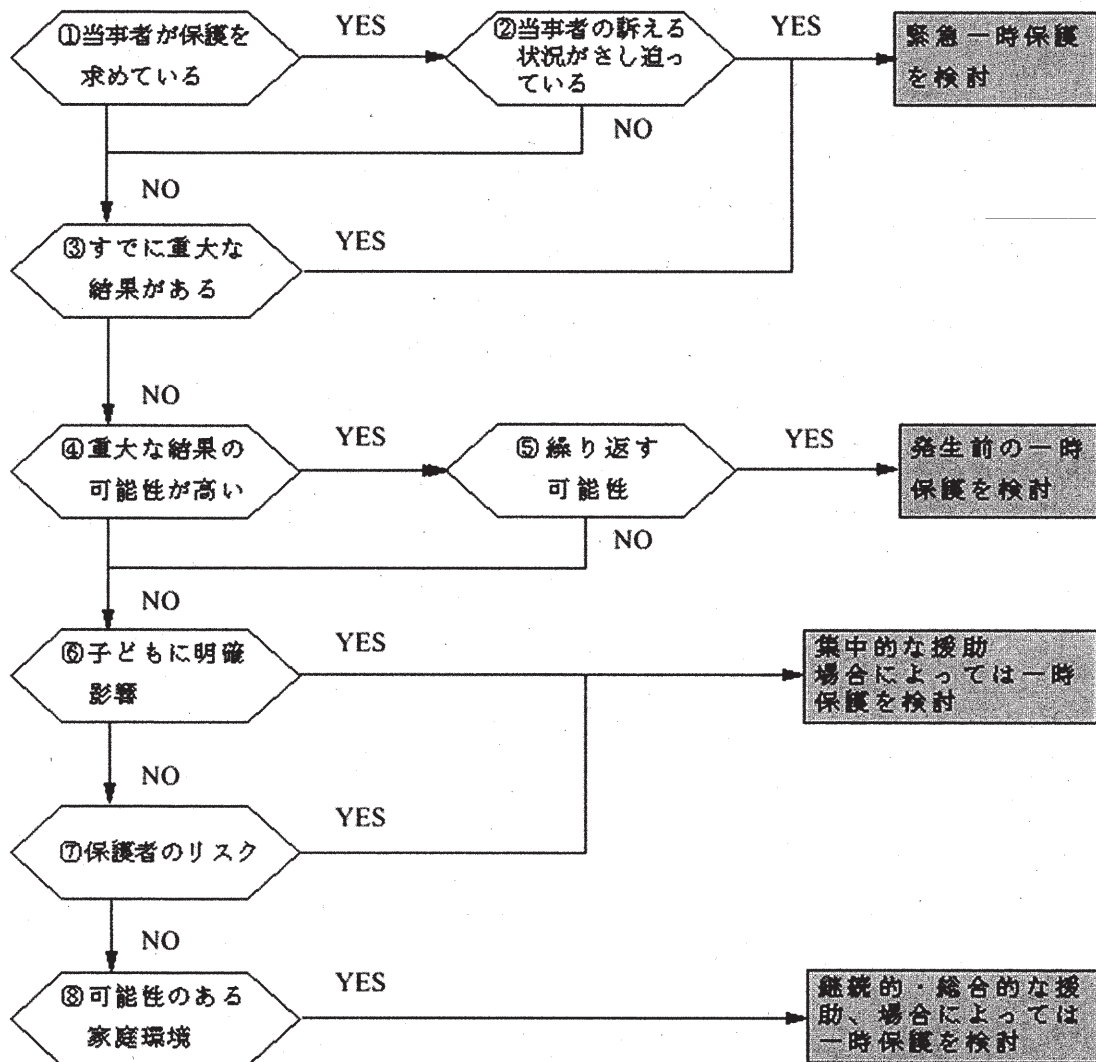 ①当事者が保護を
求めている
YES
②当事者の訴える
状況がさし迫っ
ている
YES
緊急一時保護
を検討
NO
NO
③すでに重大な
結果がある
YES
NO
④重大な結果の
可能性が高い
YES
⑤繰り返す
可能性
YES
発生前の一時
保護を検討
NO
NO
⑥子どもに明確
影響
YES
集中的な援助
場合によっては一時
保護を検討
NO
⑦保護者のリスク
YES
NO
⑧可能性のある
家庭環境
YES
継続的・総合的な援
助、場合によっては
一時保護を検討